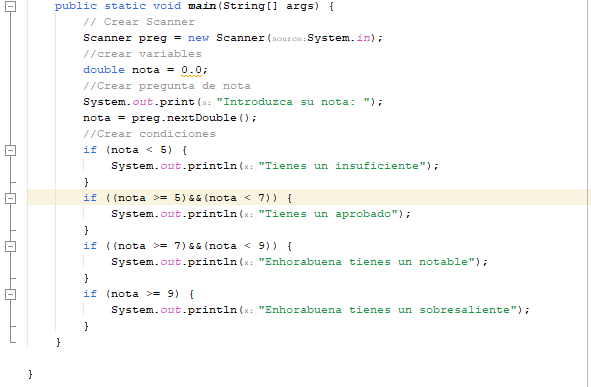 public static void main(String[] args) {
// Crear Scanner
Scanner preg = new Scanner(source:System.in);
//crear variables
double nota = 0.0;
//Crear pregunta de nota
System.out.print(s: "Introduzca su nota: ");
nota = preg.nextDouble();
//Crear condiciones
if (nota < 5) {
System.out.println(x: "Tienes un insuficiente");
}
if ((nota >= 5)&&(nota < 7)) {
System.out.println(x: "Tienes un aprobado");
}
if ((nota >= 7)&&(nota < 9)) {
System.out.println(x: "Enhorabuena tienes un notable");
}
if (nota >= 9) {
System.out.println(x: "Enhorabuena tienes un sobresaliente");
}
}
}